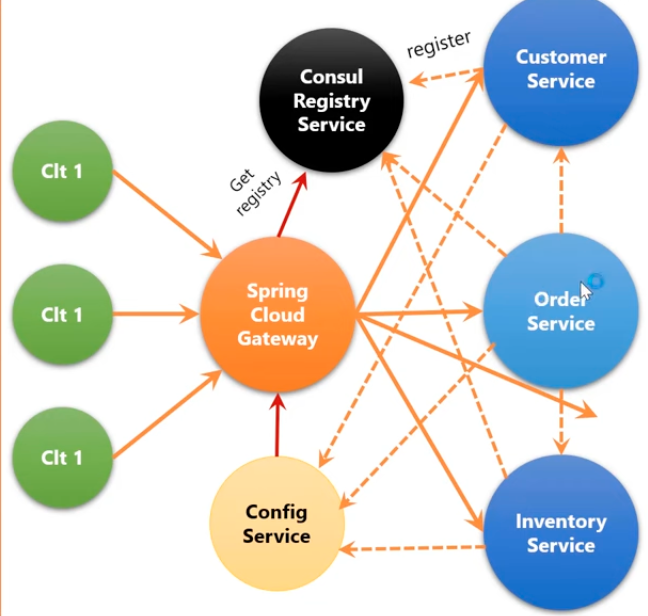 Consul
Registry
Service
register
Customer
Service
Clt 1
Get
registry
Clt 1
Spring
Cloud
Gateway
Order
Service
Clt 1
Config
Service
Inventory
Service